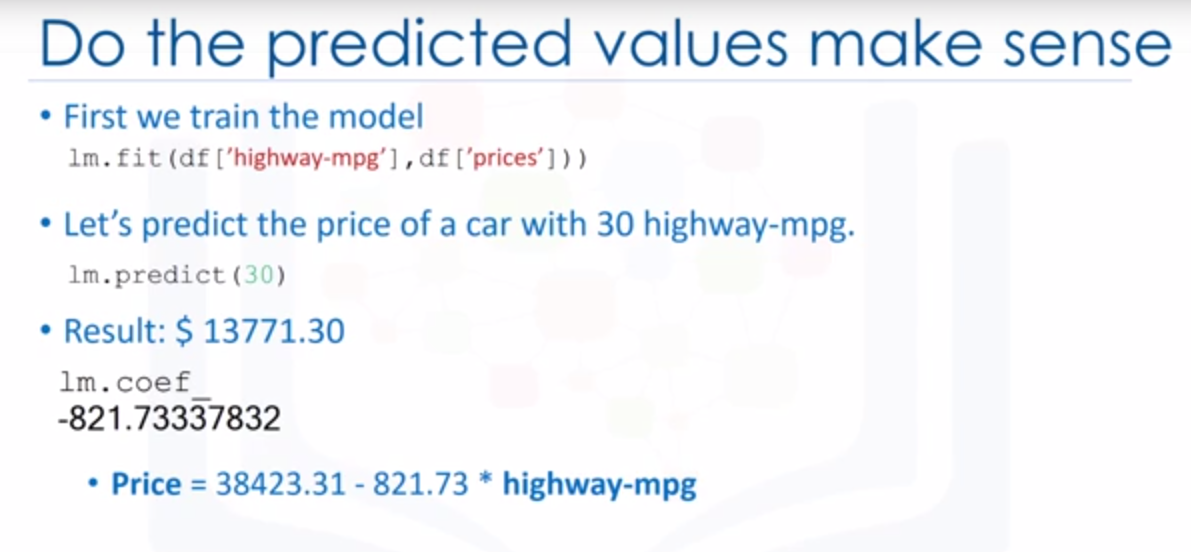 Do the predicted values make sense
• First we train the model
lm.fit(df['highway-mpg'],df['prices']))
• Let's predict the price of a car with 30 highway-mpg.
lm.predict(30)
• Result: $ 13771.30
lm.coef_
-821.73337832
• Price = 38423.31 - 821.73 * highway-mpg